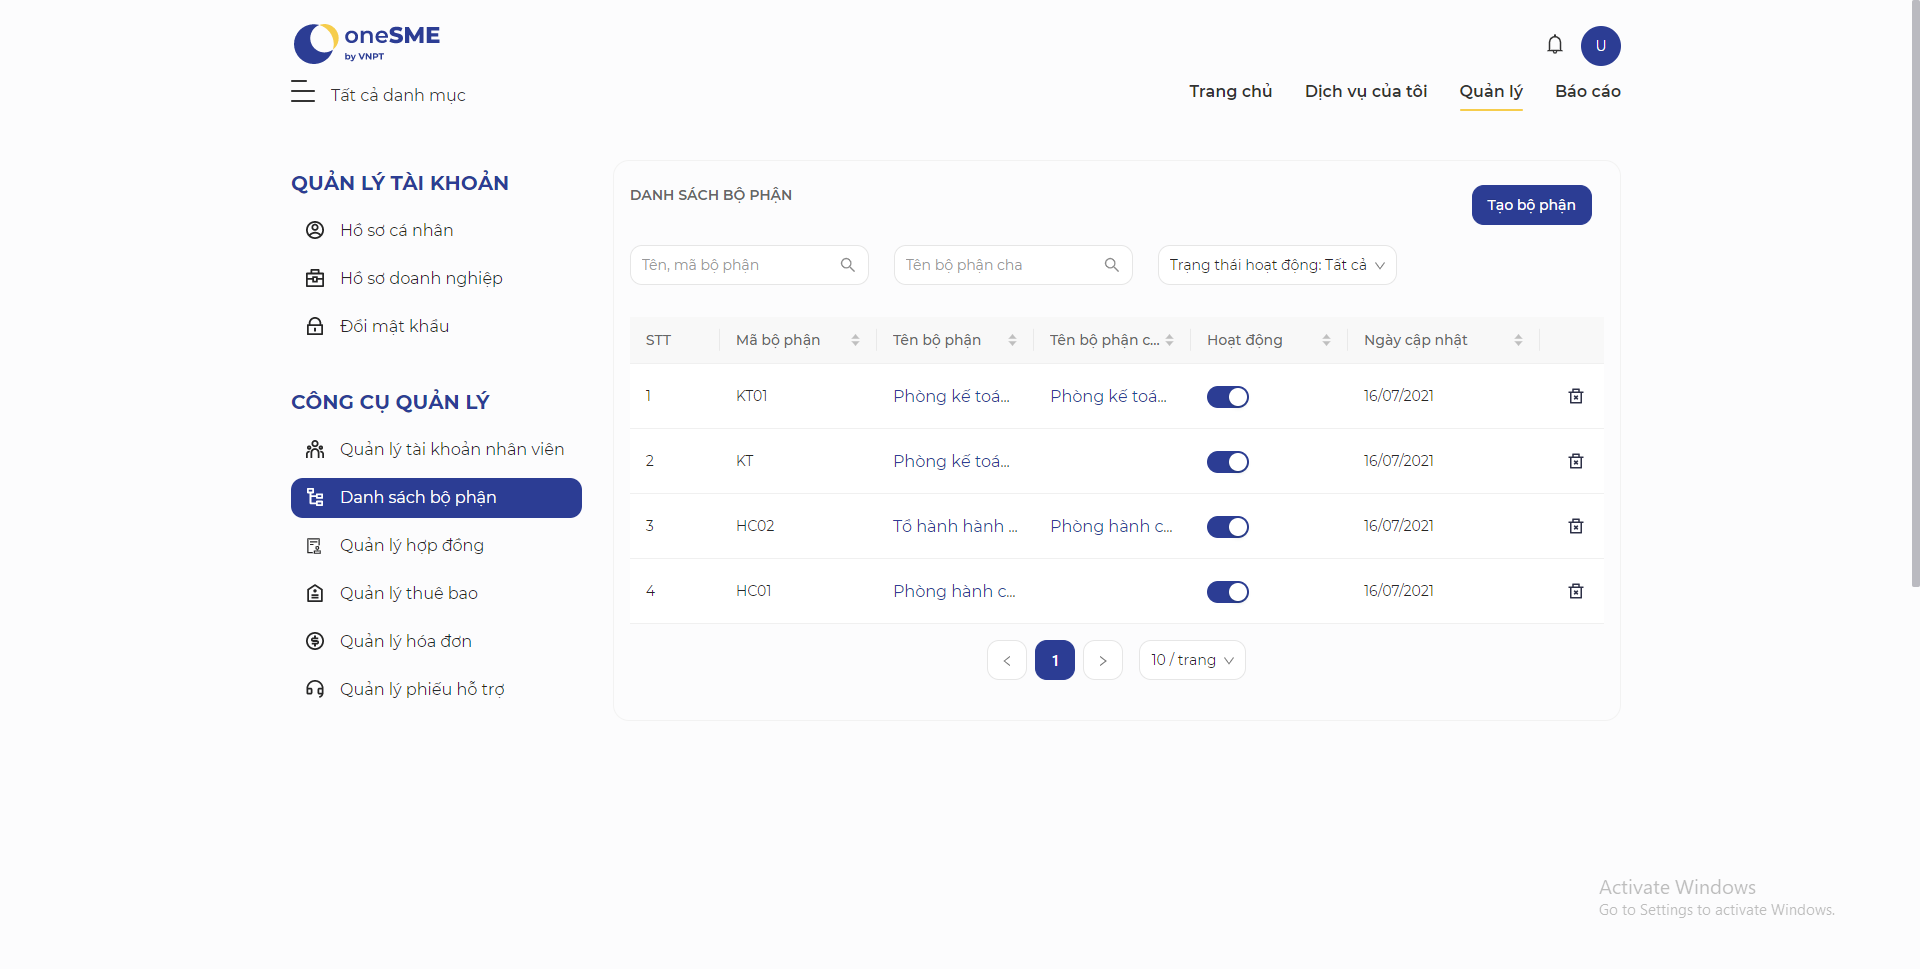 oneSME
by VNPT
U
Tất cả danh mục
Trang chủ
Dịch vụ của tôi
Quản lý
Báo cáo
QUẢN LÝ TÀI KHOẢN
Hồ sơ cá nhân
Hồ sơ doanh nghiệp
Đổi mật khẩu
CÔNG CỤ QUẢN LÝ
Quản lý tài khoản nhân viên
Danh sách bộ phận
Quản lý hợp đồng
Quản lý thuê bao
Quản lý hóa đơn
Quản lý phiếu hỗ trợ
DANH SÁCH BỘ PHẬN
Tạo bộ phận
Tên, mã bộ phận
Tên bộ phận cha
Trạng thái hoạt động: Tất cả
STT Mã bộ phận Tên bộ phận Tên bộ phận c... Hoạt động Ngày cập nhật
1 KT01 Phòng kế toá... Phòng kế toá... 16/07/2021
2 KT Phòng kế toá... 16/07/2021
3 HC02 Tổ hành hành ... Phòng hành c... 16/07/2021
4 HC01 Phòng hành c... 16/07/2021
< 1 > 10 / trang
Activate Windows
Go to Settings to activate Windows.